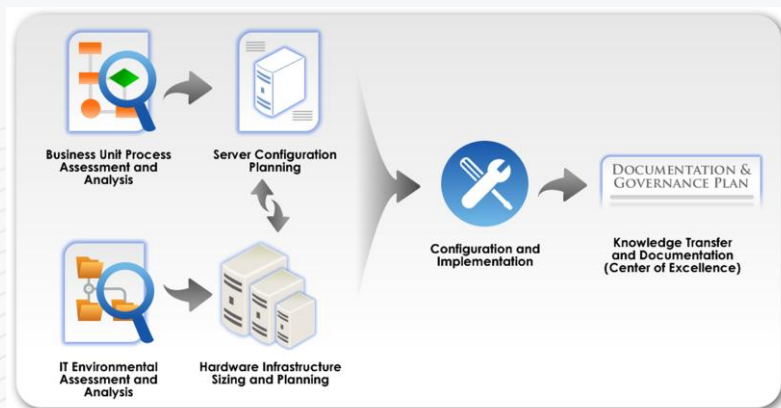 Business Unit Process
Assessment and
Analysis
Server Configuration
Planning
IT Environmental
Assessment and
Analysis
Hardware Infrastructure
Sizing and Planning
Configuration and
Implementation
DOCUMENTATION &
GOVERNANCE PLAN
Knowledge Transfer
and Documentation
(Center of Excellence)